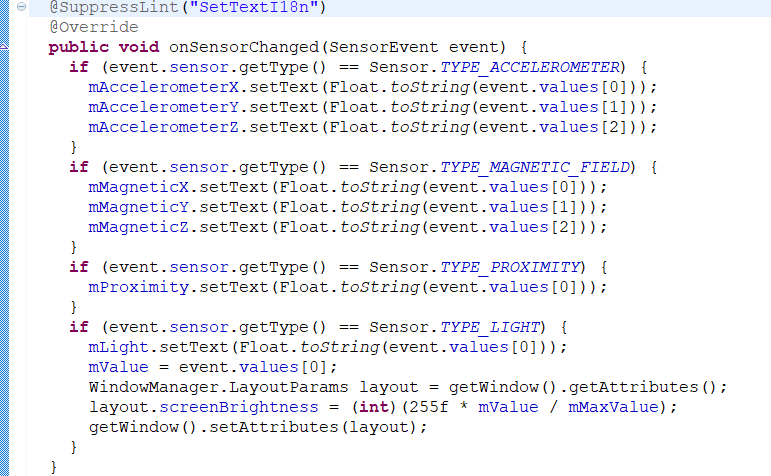 @SuppressLint("SetTextI18n")
@Override
public void onSensorChanged(SensorEvent event) {
if (event.sensor.getType() == Sensor.TYPE_ACCELEROMETER) {
mAccelerometerX.setText(Float.toString(event.values[0]));
mAccelerometerY.setText(Float.toString(event.values[1]));
mAccelerometerZ.setText(Float.toString(event.values[2]));
}
if (event.sensor.getType() == Sensor.TYPE_MAGNETIC_FIELD) {
mMagneticX.setText(Float.toString(event.values[0]));
mMagneticY.setText(Float.toString(event.values[1]));
mMagneticZ.setText(Float.toString(event.values[2]));
}
if (event.sensor.getType() == Sensor.TYPE_PROXIMITY) {
mProximity.setText(Float.toString(event.values[0]));
}
if (event.sensor.getType() == Sensor.TYPE_LIGHT) {
mLight.setText(Float.toString(event.values[0]));
mValue = event.values[0];
WindowManager.LayoutParams layout = getWindow().getAttributes();
layout.screenBrightness = (int)(255f * mValue / mMaxValue);
getWindow().setAttributes(layout);
}
}